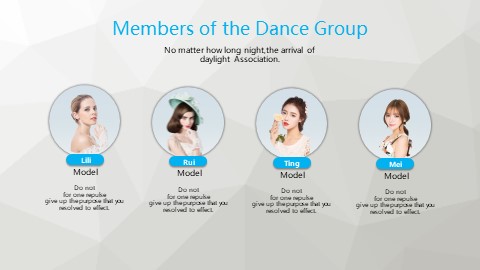 Members of the Dance Group
No matter how long night,the arrival of
daylight Association.
Lili
Rui
Ting
Mei
Model
Model
Model
Model
Do not
for one repulse
give up the purpose that you
resolved to effect.
Do not
for one repulse
give up the purpose that you
resolved to effect.
Do not
for one repulse
give up the purpose that you
resolved to effect.
Do not
for one repulse
give up the purpose that you
resolved to effect.